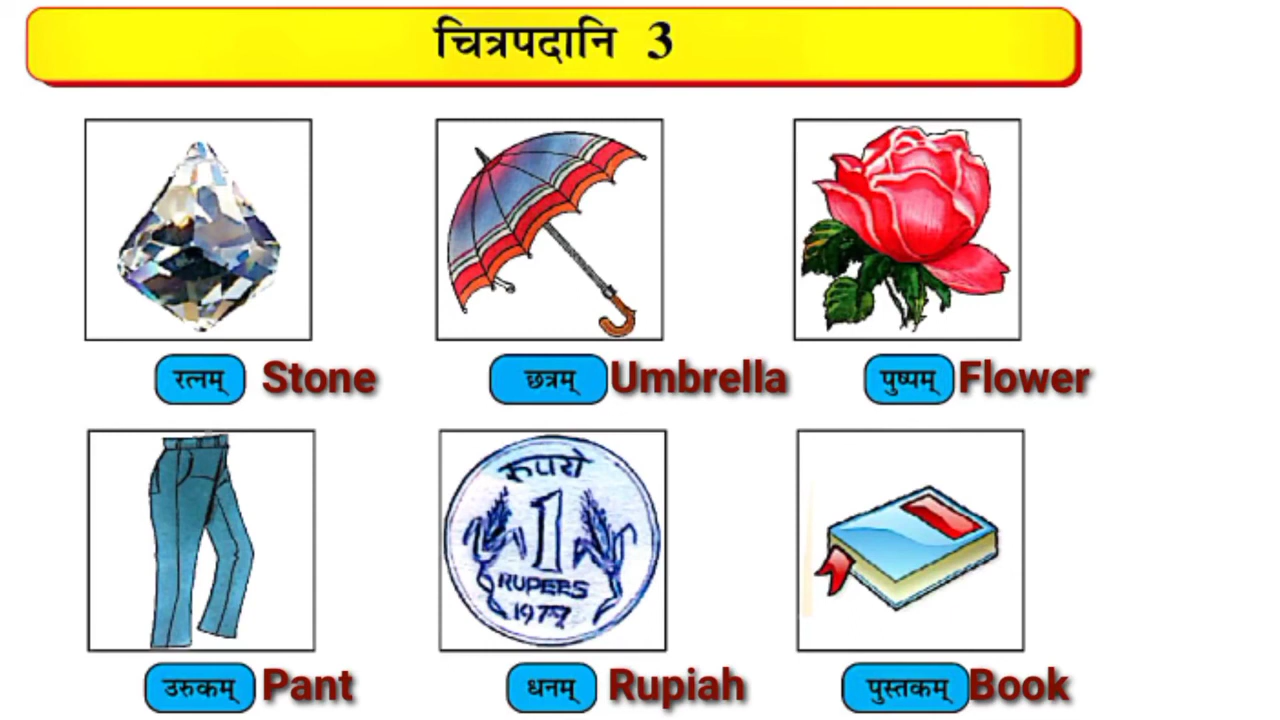 चित्रपदानि 3
रत्नम् Stone
छत्रम् Umbrella
पुष्पम् Flower
रुपये
1
RUPEES
उरुकम् Pant
धनम् Rupiah
पुस्तकम् Book